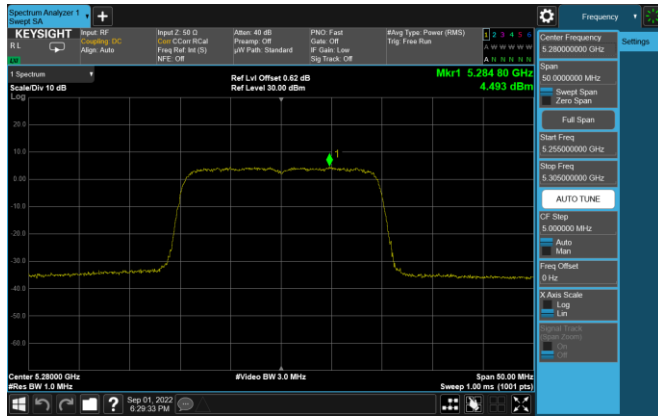 Spectrum Analyzer 1
Swept SA
Frequency
KEYSIGHT
R L
Input: RF
Coupling: DC
Align: Auto
Input Z: 50 Ω
Corr CCorr RCal
Freq Ref: Int (S)
NFE: Off
Atten: 40 dB
Preamp: Off
µW Path: Standard
PNO: Fast
Gate: Off
IF Gain: Low
Sig Track: Off
#Avg Type: Power (RMS)
Trig: Free Run
1 2 3 4 5 6
A W W W W W
A N N N N N
1 Spectrum
Scale/Div 10 dB
Log
Ref Lvl Offset 0.62 dB
Ref Level 30.00 dBm
Mkr1 5.284 80 GHz
4.493 dBm
20.0
10.0
0.00
-10.0
-20.0
-30.0
-40.0
-50.0
-60.0
1
Center 5.28000 GHz
#Res BW 1.0 MHz
#Video BW 3.0 MHz
Span 50.00 MHz
Sweep 1.00 ms (1001 pts)
Sep 01, 2022
6:29:33 PM
Center Frequency
5.280000000 GHz
Settings
Span
50.0000000 MHz
Swept Span
Zero Span
Full Span
Start Freq
5.255000000 GHz
Stop Freq
5.305000000 GHz
AUTO TUNE
CF Step
5.000000 MHz
Auto
Man
Freq Offset
0 Hz
X Axis Scale
Log
Lin
Signal Track
(Span Zoom)
On
Off